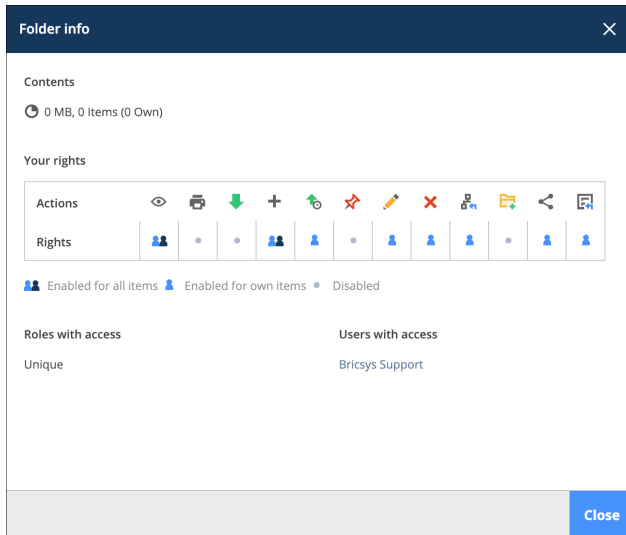 Folder info
Contents
0 MB, 0 Items (0 Own)
Your rights
Actions
Rights
Enabled for all items Enabled for own items Disabled
Roles with access Users with access
Unique Bricsys Support
Close